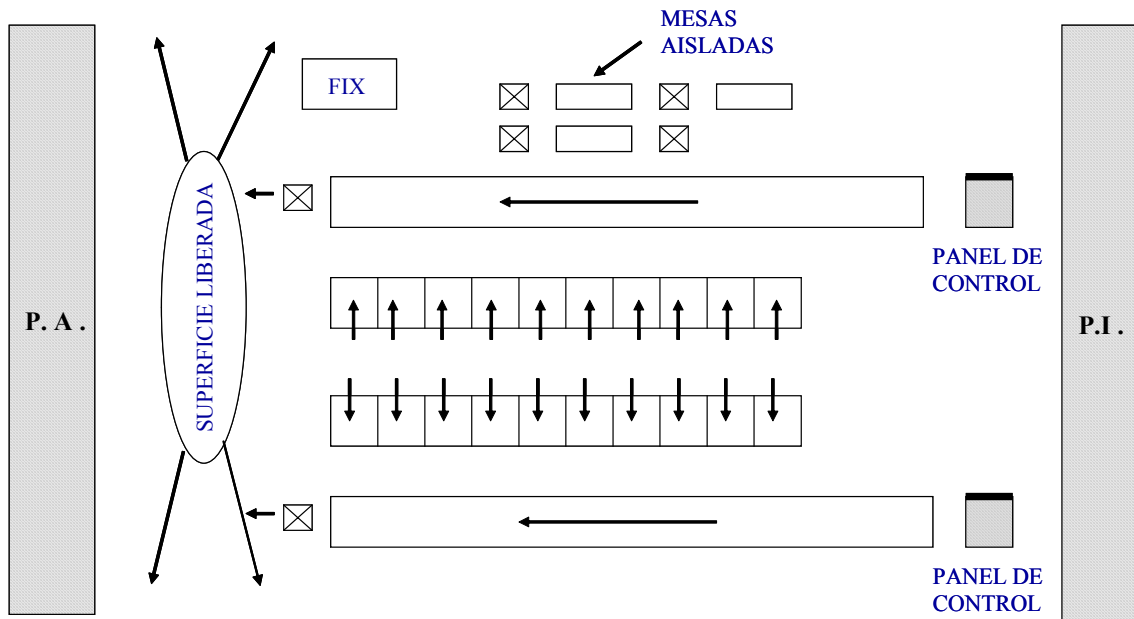 MESAS
AISLADAS
FIX
SUPERFICIE LIBERADA
PANEL DE
CONTROL
P. A .
P.I .
PANEL DE
CONTROL